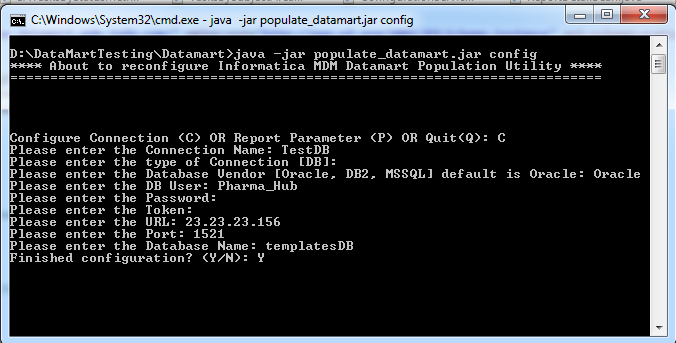 C:\Windows\System32\cmd.exe - java -jar populate_datamart.jar config
D:\DataMartTesting\Datamart>java -jar populate_datamart.jar config
**** About to reconfigure Informatica MDM Datamart Population Utility ****
==========================================================================
Configure Connection (C) OR Report Parameter (P) OR Quit(Q): C
Please enter the Connection Name: TestDB
Please enter the type of Connection [DB]:
Please enter the Database Vendor [Oracle, DB2, MSSQL] default is Oracle: Oracle
Please enter the DB User: Pharma_Hub
Please enter the Password:
Please enter the Token:
Please enter the URL: 23.23.23.156
Please enter the Port: 1521
Please enter the Database Name: templatesDB
Finished configuration? (Y/N): Y